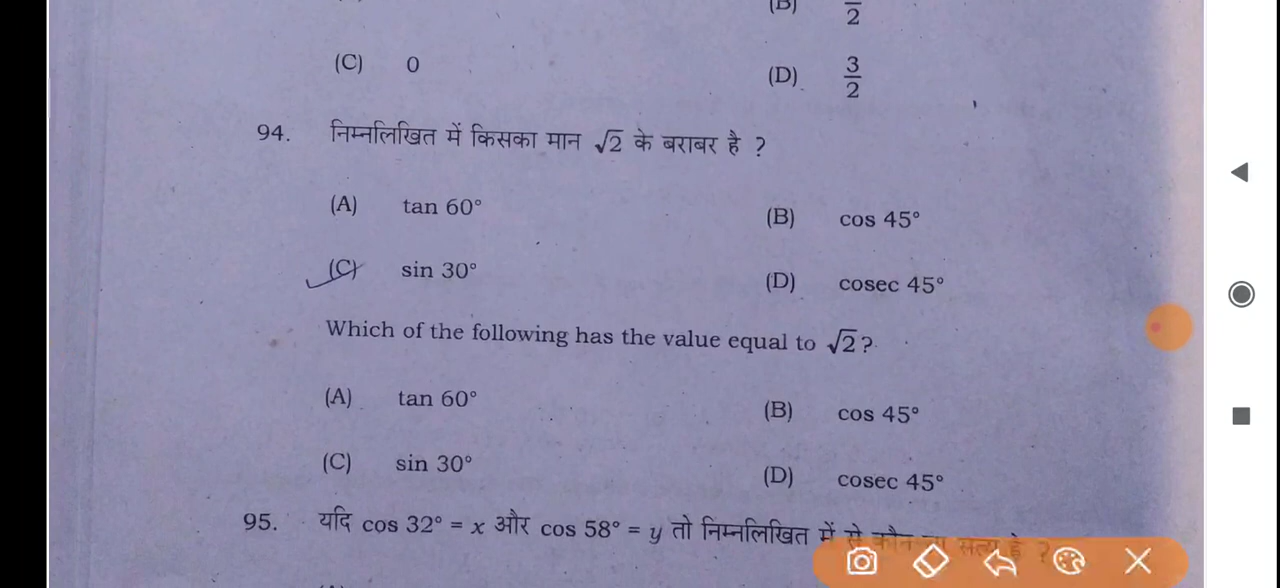 (B) 2
(C) 0 (D) 3/2
94. निम्नलिखित में किसका मान √2 के बराबर है ?
(A) tan 60° (B) cos 45°
(C) sin 30° (D) cosec 45°
Which of the following has the value equal to √2?
(A) tan 60° (B) cos 45°
(C) sin 30° (D) cosec 45°
95. यदि cos 32° = x और cos 58° = y तो निम्नलिखित में से कौन सा सत्य है ?